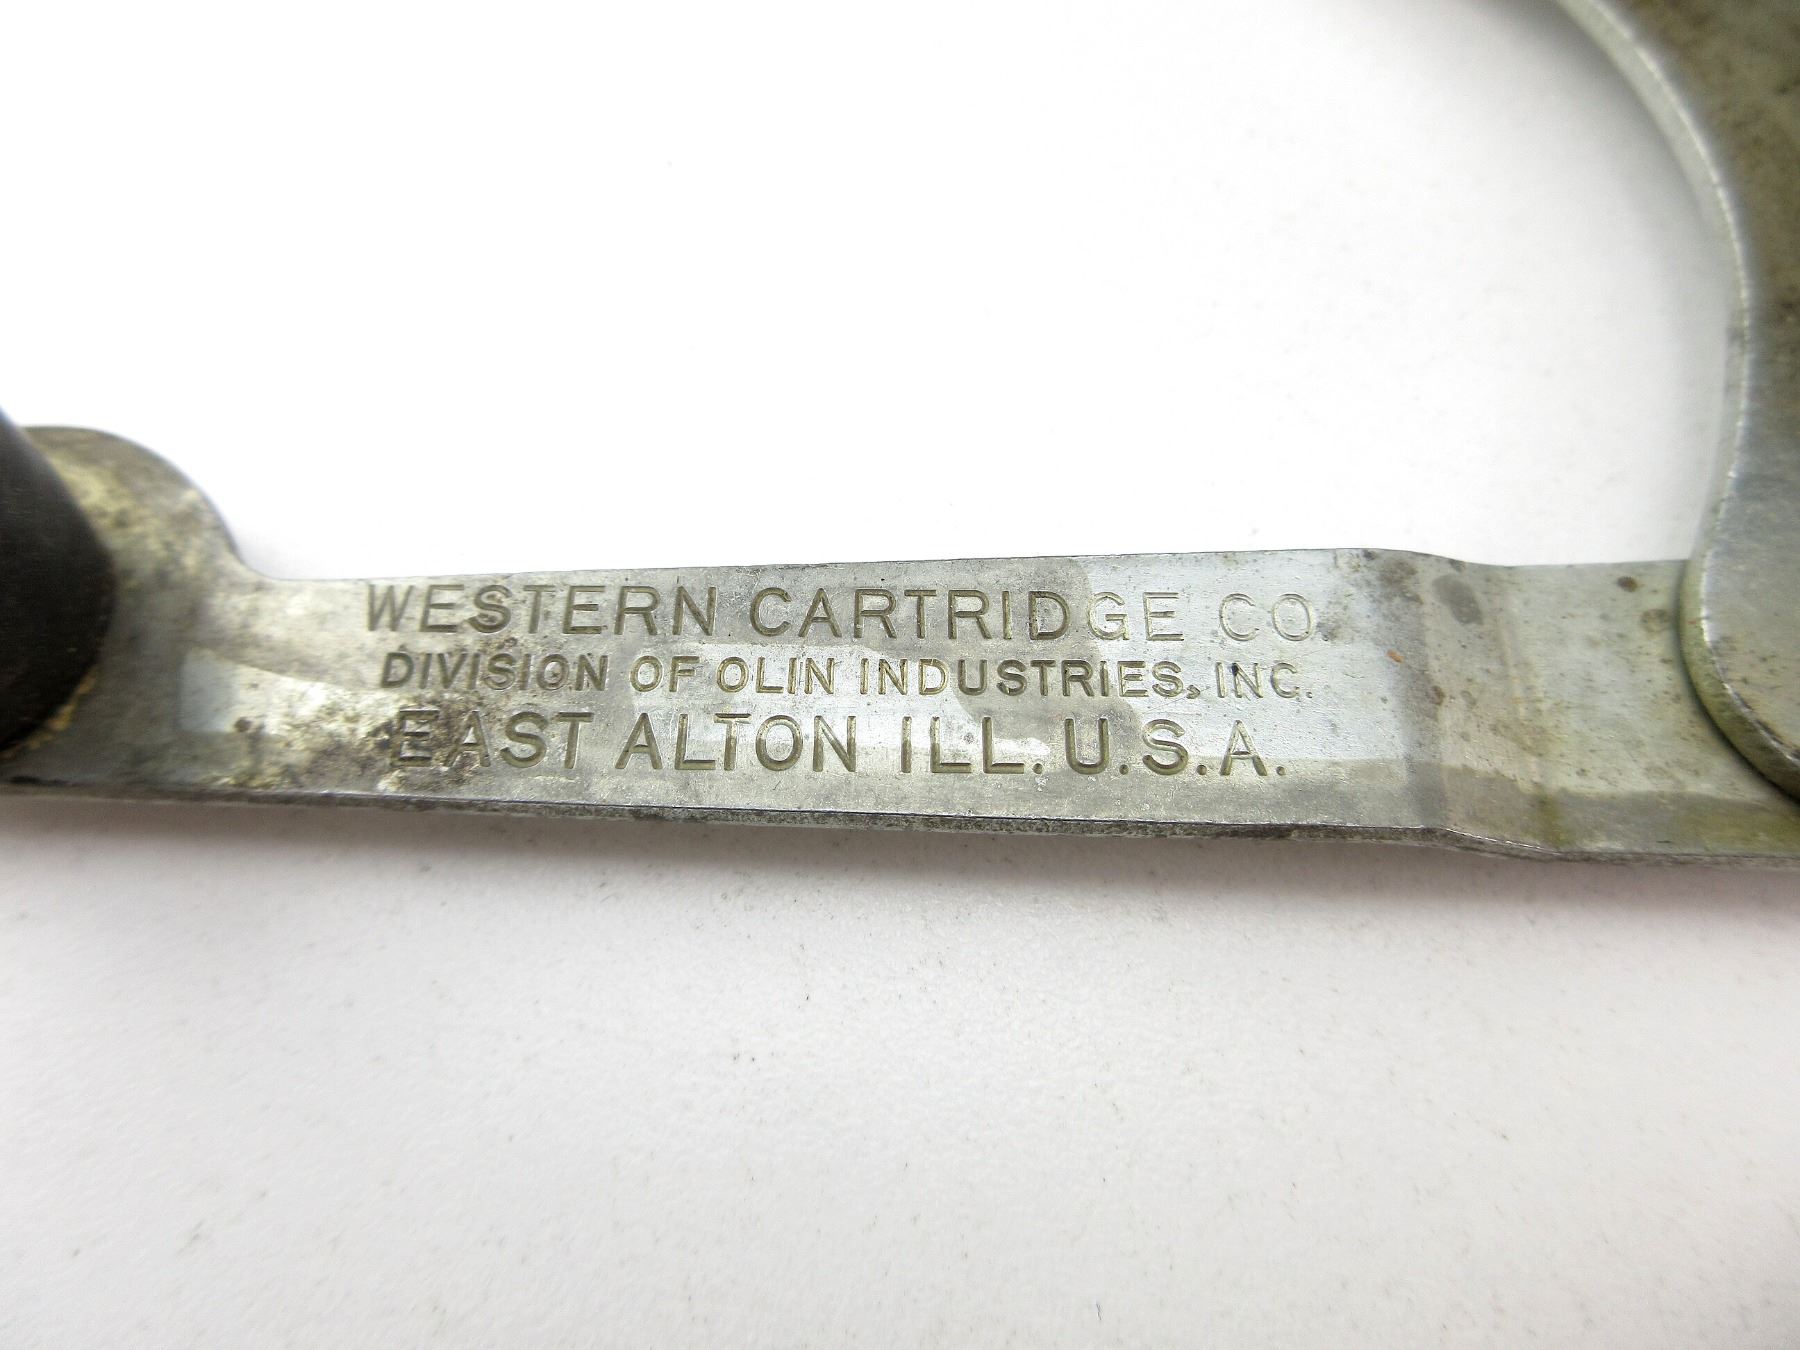 WESTERN CARTRIDGE CO.
DIVISION OF OLIN INDUSTRIES, INC.
EAST ALTON ILL. U.S.A.